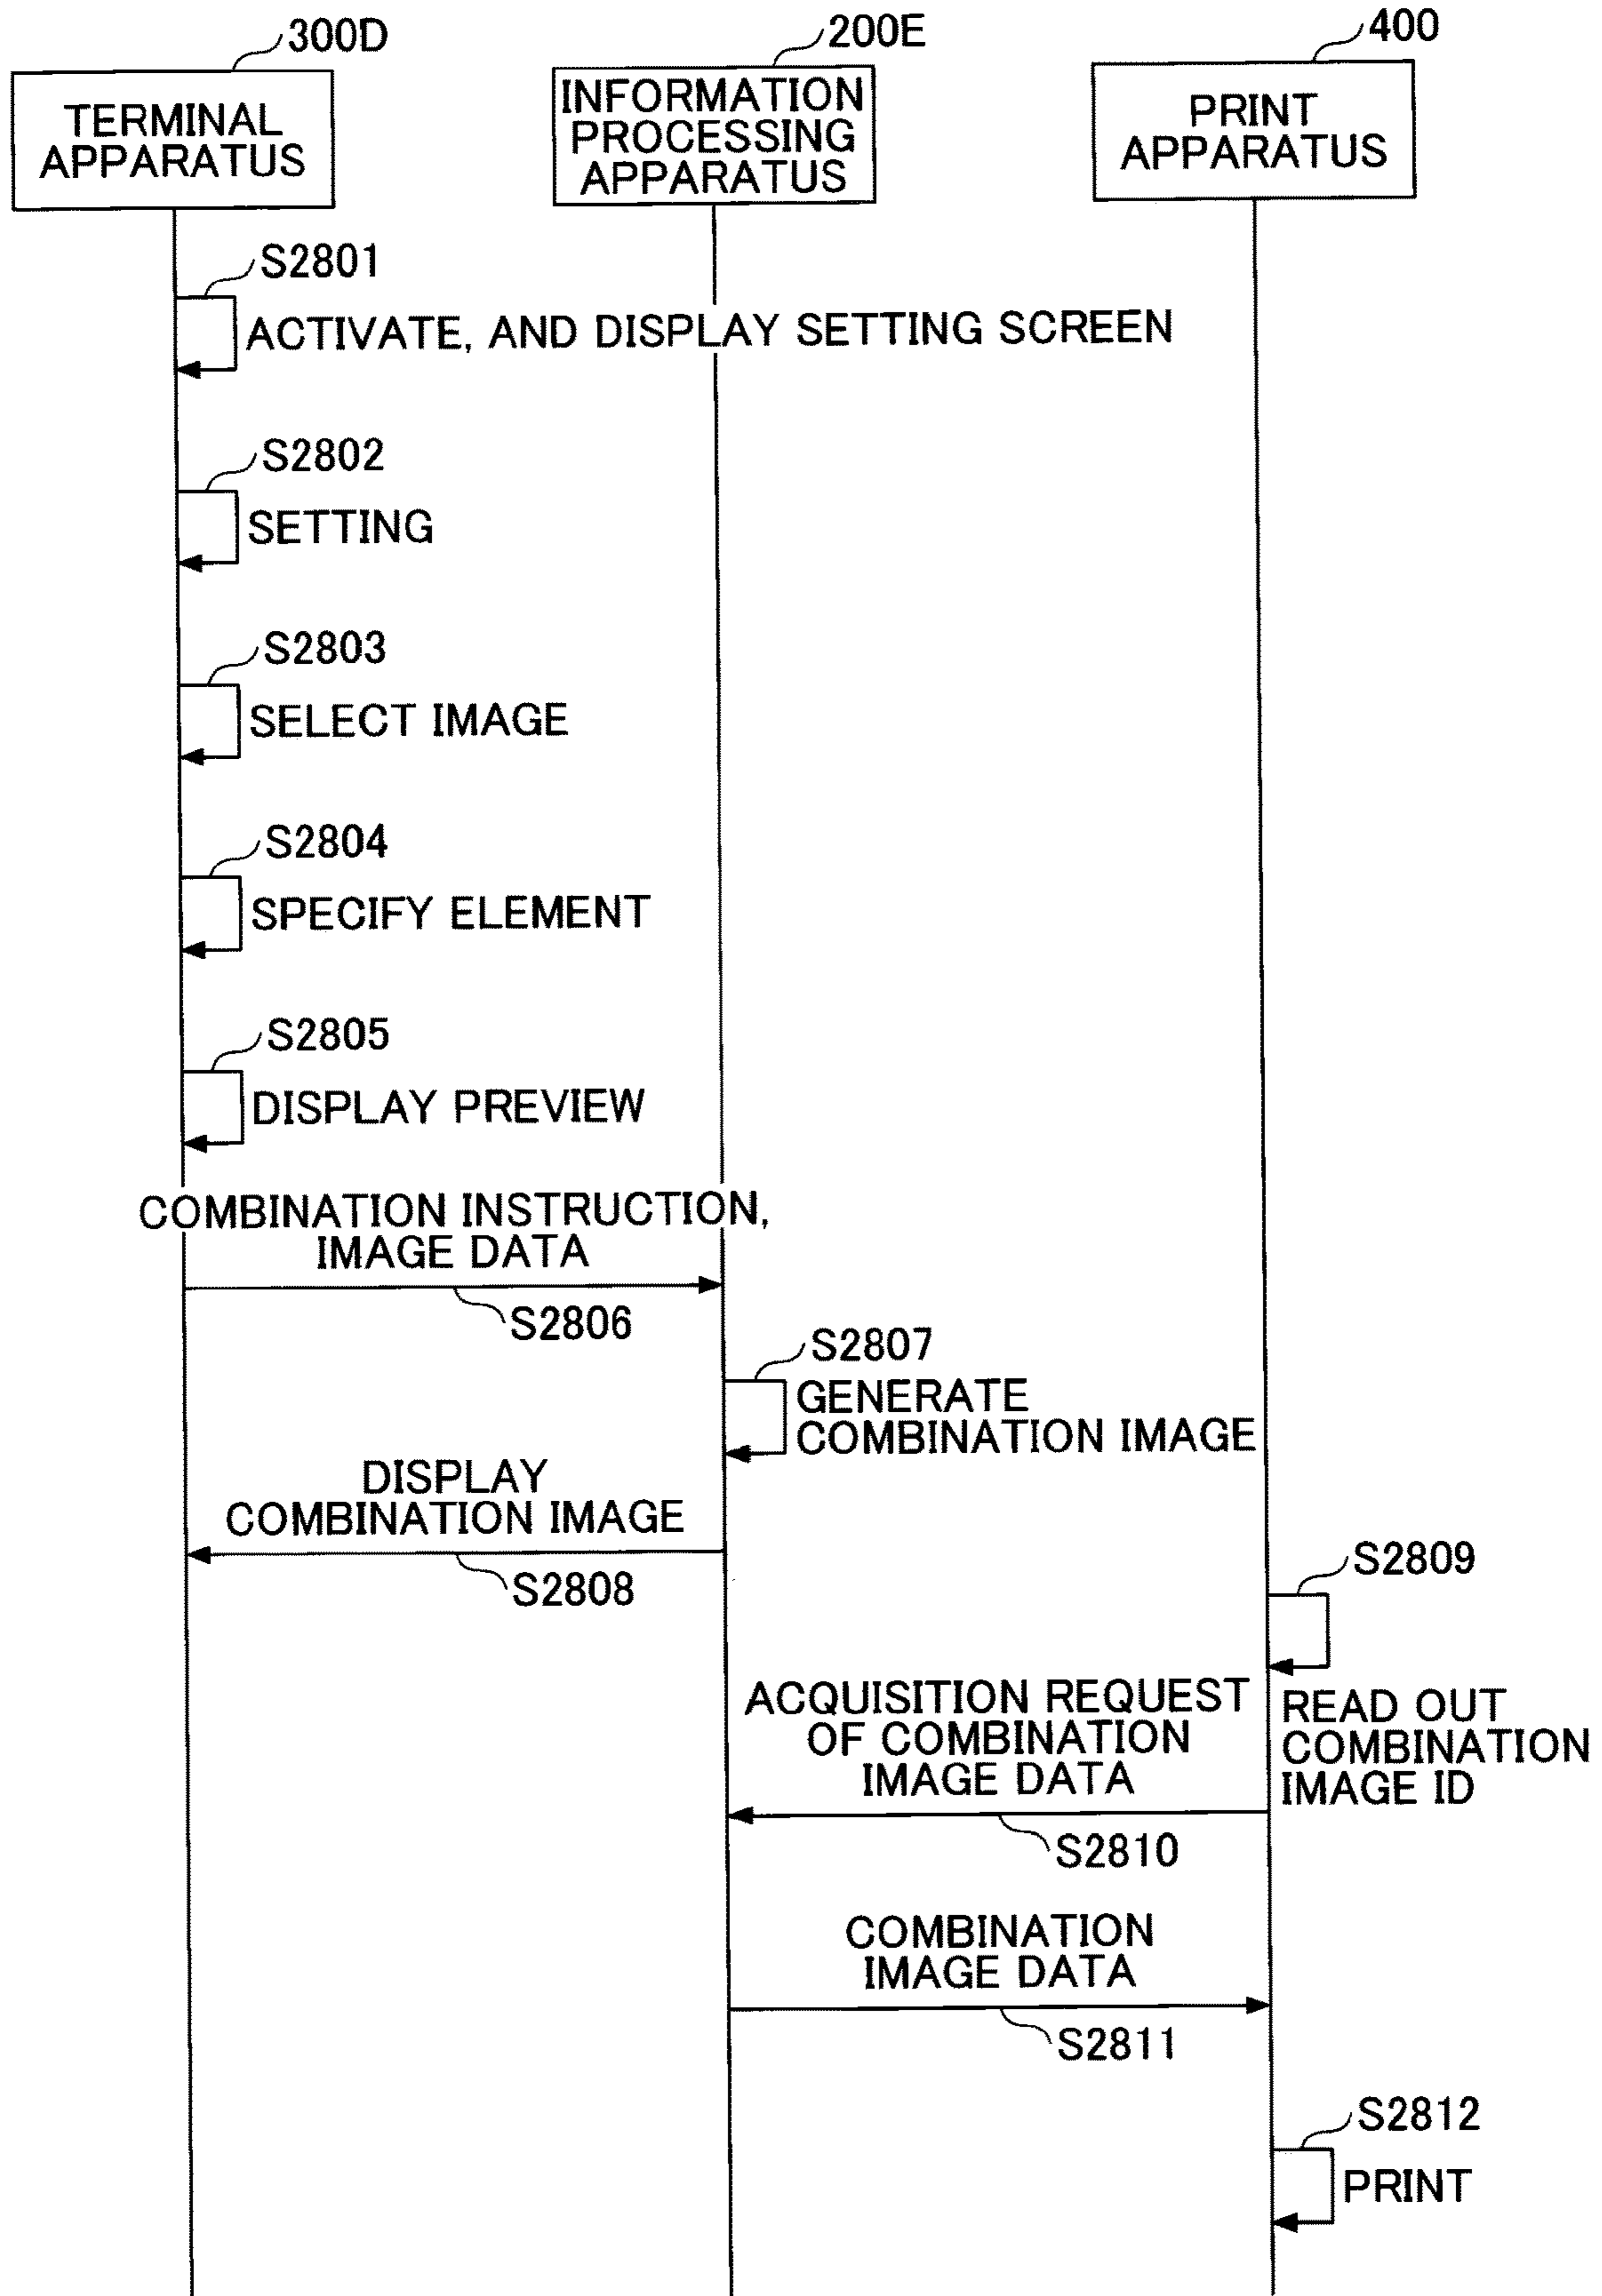 300D
200E
400
TERMINAL
APPARATUS
INFORMATION
PROCESSING
APPARATUS
PRINT
APPARATUS
S2801
ACTIVATE, AND DISPLAY SETTING SCREEN
S2802
SETTING
S2803
SELECT IMAGE
S2804
SPECIFY ELEMENT
S2805
DISPLAY PREVIEW
COMBINATION INSTRUCTION,
IMAGE DATA
S2806
S2807
GENERATE
COMBINATION IMAGE
DISPLAY
COMBINATION IMAGE
S2808
S2809
READ OUT
COMBINATION
IMAGE ID
ACQUISITION REQUEST
OF COMBINATION
IMAGE DATA
S2810
COMBINATION
IMAGE DATA
S2811
S2812
PRINT